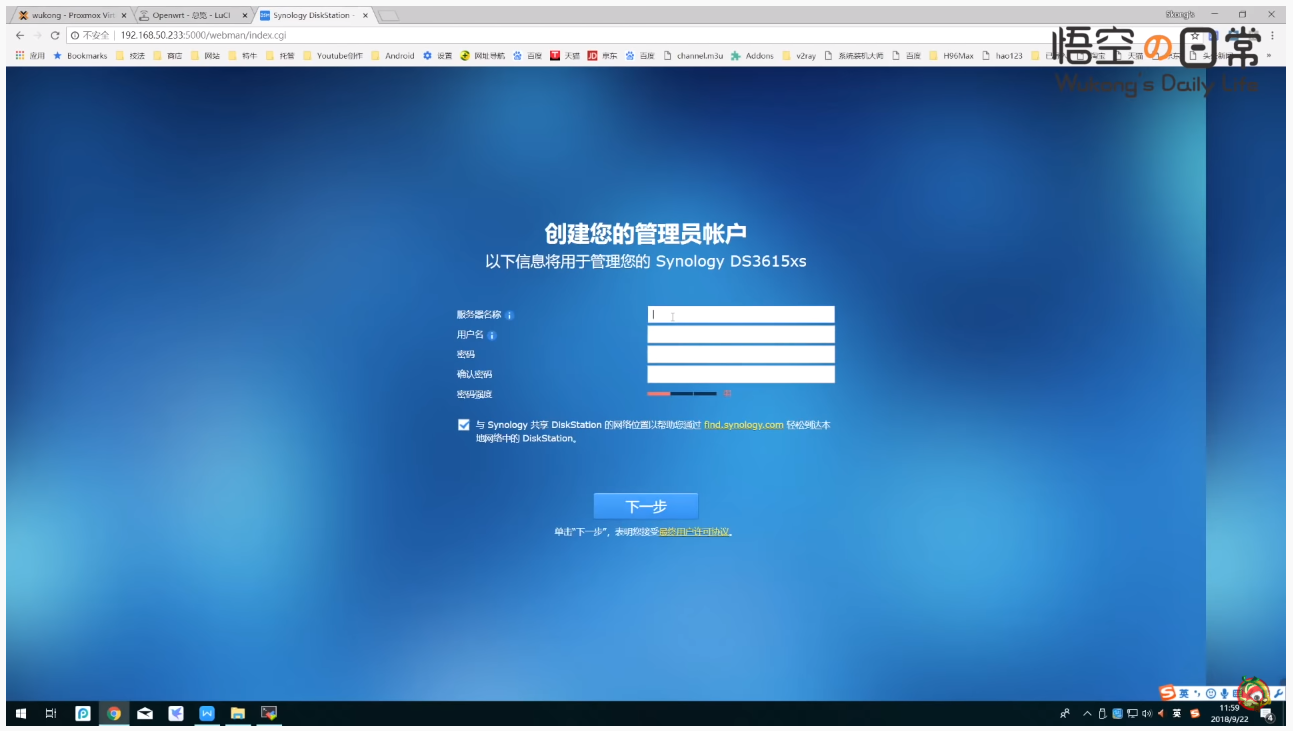 wukong - Proxmox Virt
Openwrt - 总览 - LuCI
Synology DiskStation -
不安全 192.168.50.233:5000/webman/index.cgi
应用 Bookmarks 技法 商店 网站 牦牛 托管 Youtube创作 Android 设置 网址导航 百度 天猫 京东 百度 channel.m3u Addons v2ray 系统装机大师 百度 H96Max hao123
悟空の日常
Wukong's Daily Life
创建您的管理员帐户
以下信息将用于管理您的 Synology DS3615xs
服务器名称
用户名
密码
确认密码
密码强度 弱
与 Synology 共享 DiskStation 的网络位置以帮助您通过 find.synology.com 轻松到达本
地网络中的 DiskStation。
下一步
单击“下一步”，表明您接受最终用户许可协议。
英
英
11:59
2018/9/22
4